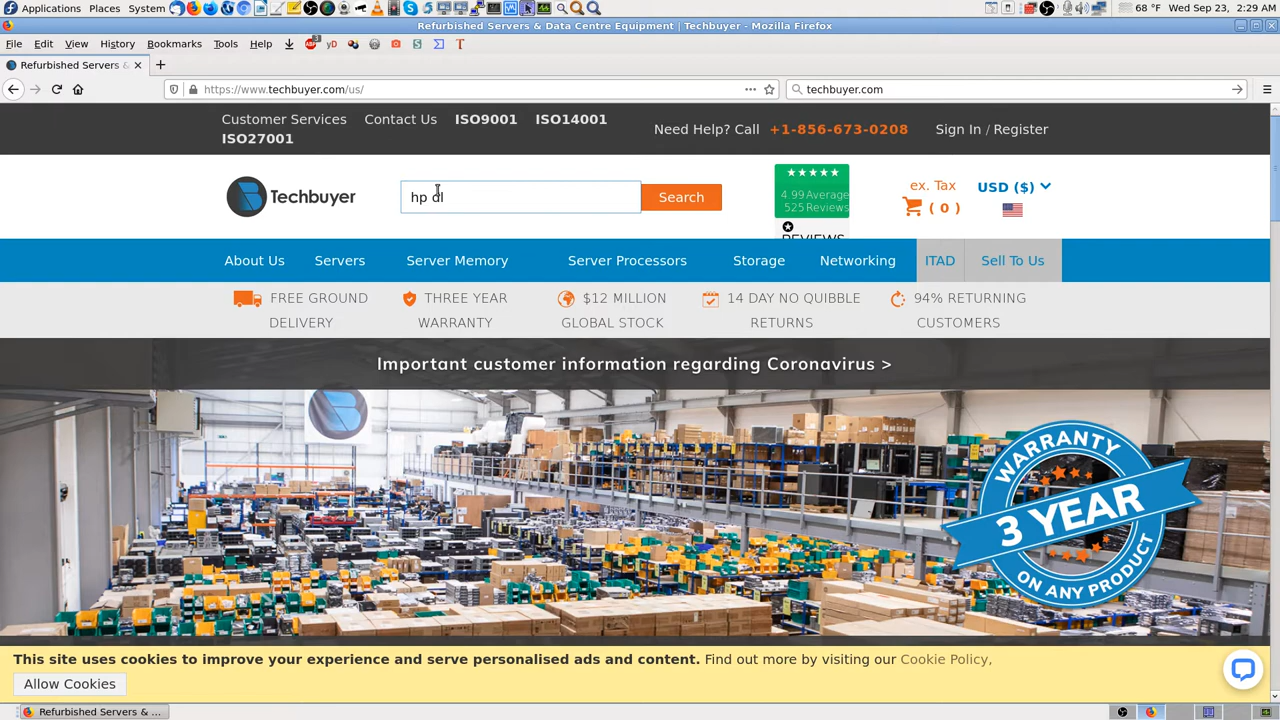 Applications Places System 68 °F Wed Sep 23, 2:29 AM
Refurbished Servers & Data Centre Equipment | Techbuyer - Mozilla Firefox
File Edit View History Bookmarks Tools Help 3 yD S T
Refurbished Servers &
https://www.techbuyer.com/us/ techbuyer.com
Customer Services Contact Us ISO9001 ISO14001
ISO27001
Need Help? Call +1-856-673-0208 Sign In / Register
Techbuyer
hp dl
Search
4.99 Average
525 Reviews
REVIEWS
ex. Tax
( 0 )
USD ($)
About Us Servers Server Memory Server Processors Storage Networking ITAD Sell To Us
FREE GROUND
DELIVERY
THREE YEAR
WARRANTY
$12 MILLION
GLOBAL STOCK
14 DAY NO QUIBBLE
RETURNS
94% RETURNING
CUSTOMERS
Important customer information regarding Coronavirus >
WARRANTY
3 YEAR
ON ANY PRODUCT
This site uses cookies to improve your experience and serve personalised ads and content. Find out more by visiting our Cookie Policy,
Allow Cookies
Refurbished Servers & ...